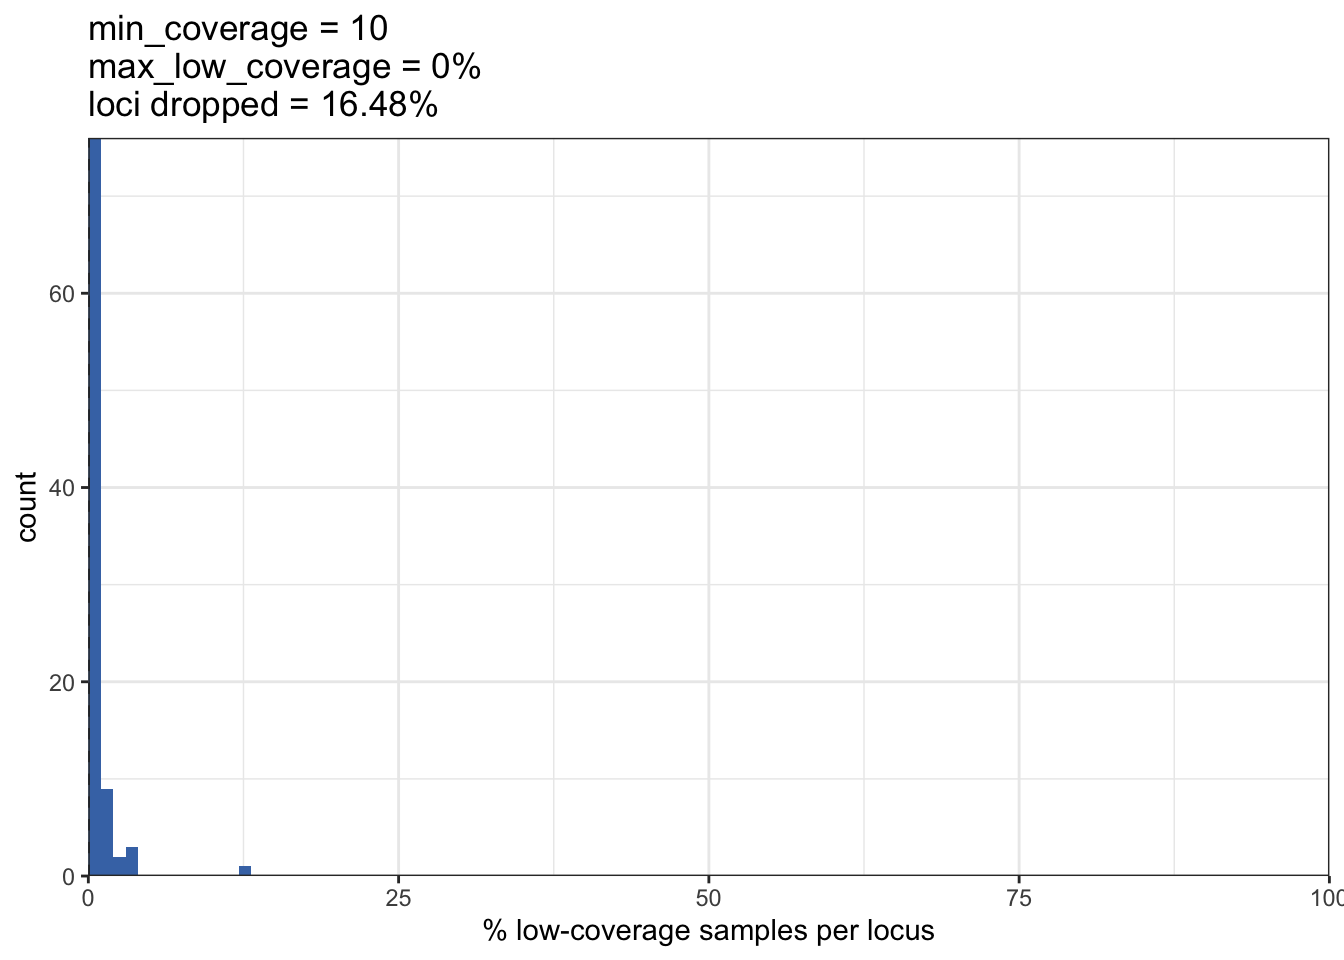 min_coverage = 10
max_low_coverage = 0%
loci dropped = 16.48%
60
40
20
0
count
0 25 50 75 100
% low-coverage samples per locus